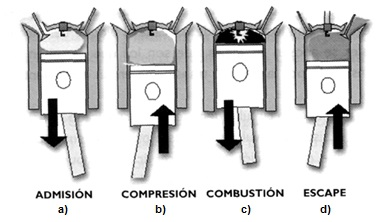 ADMISIÓN COMPRESIÓN COMBUSTIÓN ESCAPE
a) b) c) d)